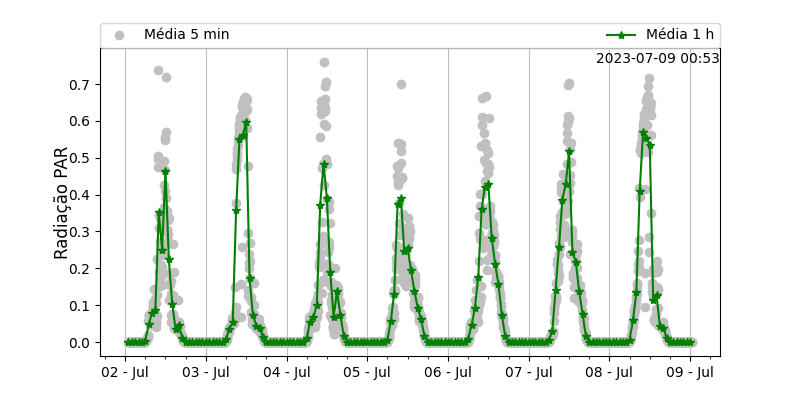 Média 5 min
Média 1 h
2023-07-09 00:53
Radiação PAR
0.7
0.6
0.5
0.4
0.3
0.2
0.1
0.0
02 - Jul
03 - Jul
04 - Jul
05 - Jul
06 - Jul
07 - Jul
08 - Jul
09 - Jul